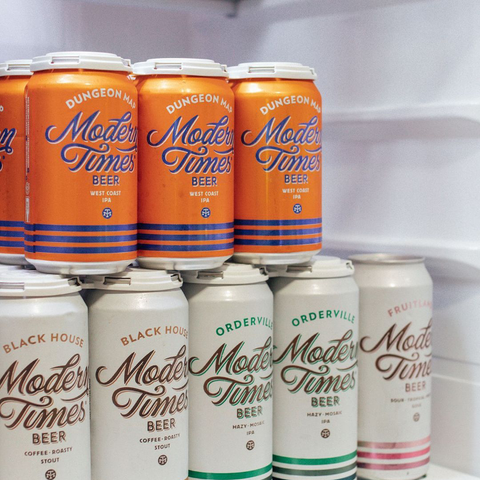 DUNGEON MAP
Modern
Times
BEER
WEST COAST
IPA
DUNGEON MAP
Modern
Times
BEER
WEST COAST
IPA
DUNGEON MAP
Modern
Times
BEER
WEST COAST
IPA
BLACK HOUSE
Modern
Times
BEER
COFFEE·ROASTY
STOUT
BLACK HOUSE
Modern
Times
BEER
COFFEE·ROASTY
STOUT
ORDERVILLE
Modern
Times
BEER
HAZY·MOSAIC
IPA
ORDERVILLE
Modern
Times
BEER
HAZY·MOSAIC
IPA
FRUITLANDS
Modern
Times
BEER
SOUR